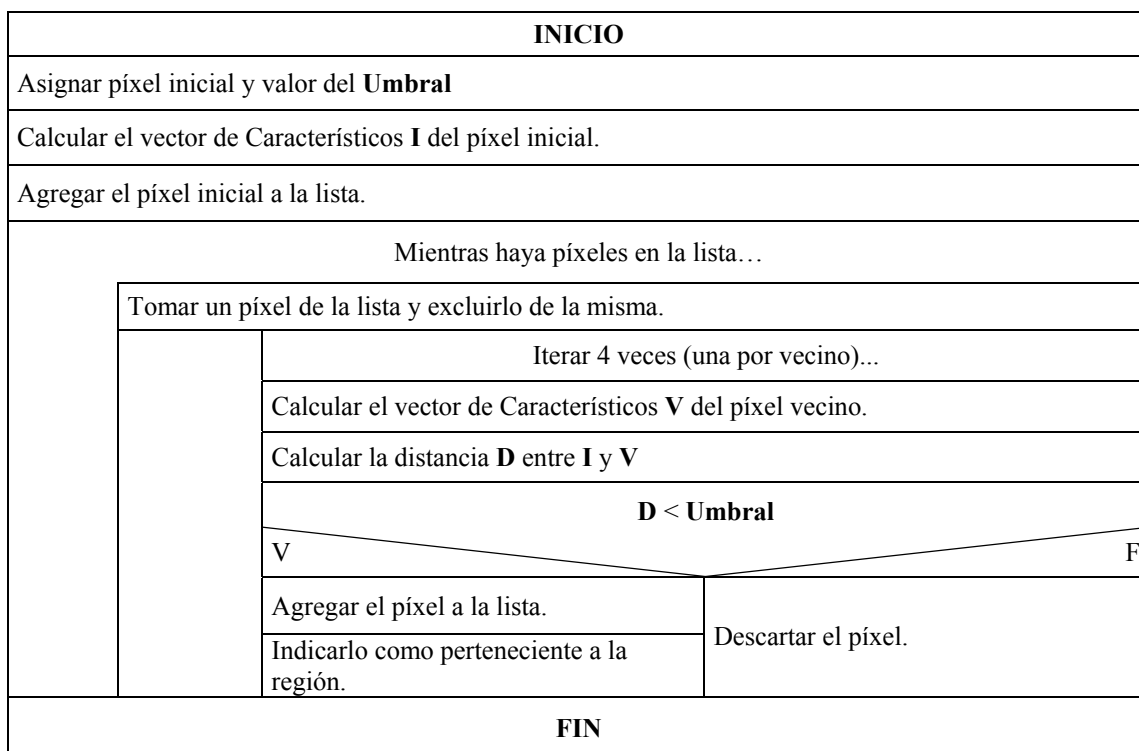 INICIO
Asignar píxel inicial y valor del Umbral
Calcular el vector de Característicos I del píxel inicial.
Agregar el píxel inicial a la lista.
Mientras haya píxeles en la lista…
Tomar un píxel de la lista y excluirlo de la misma.
Iterar 4 veces (una por vecino)...
Calcular el vector de Característicos V del píxel vecino.
Calcular la distancia D entre I y V
D < Umbral
V
F
Agregar el píxel a la lista.
Indicarlo como perteneciente a la
región.
Descartar el píxel.
FIN